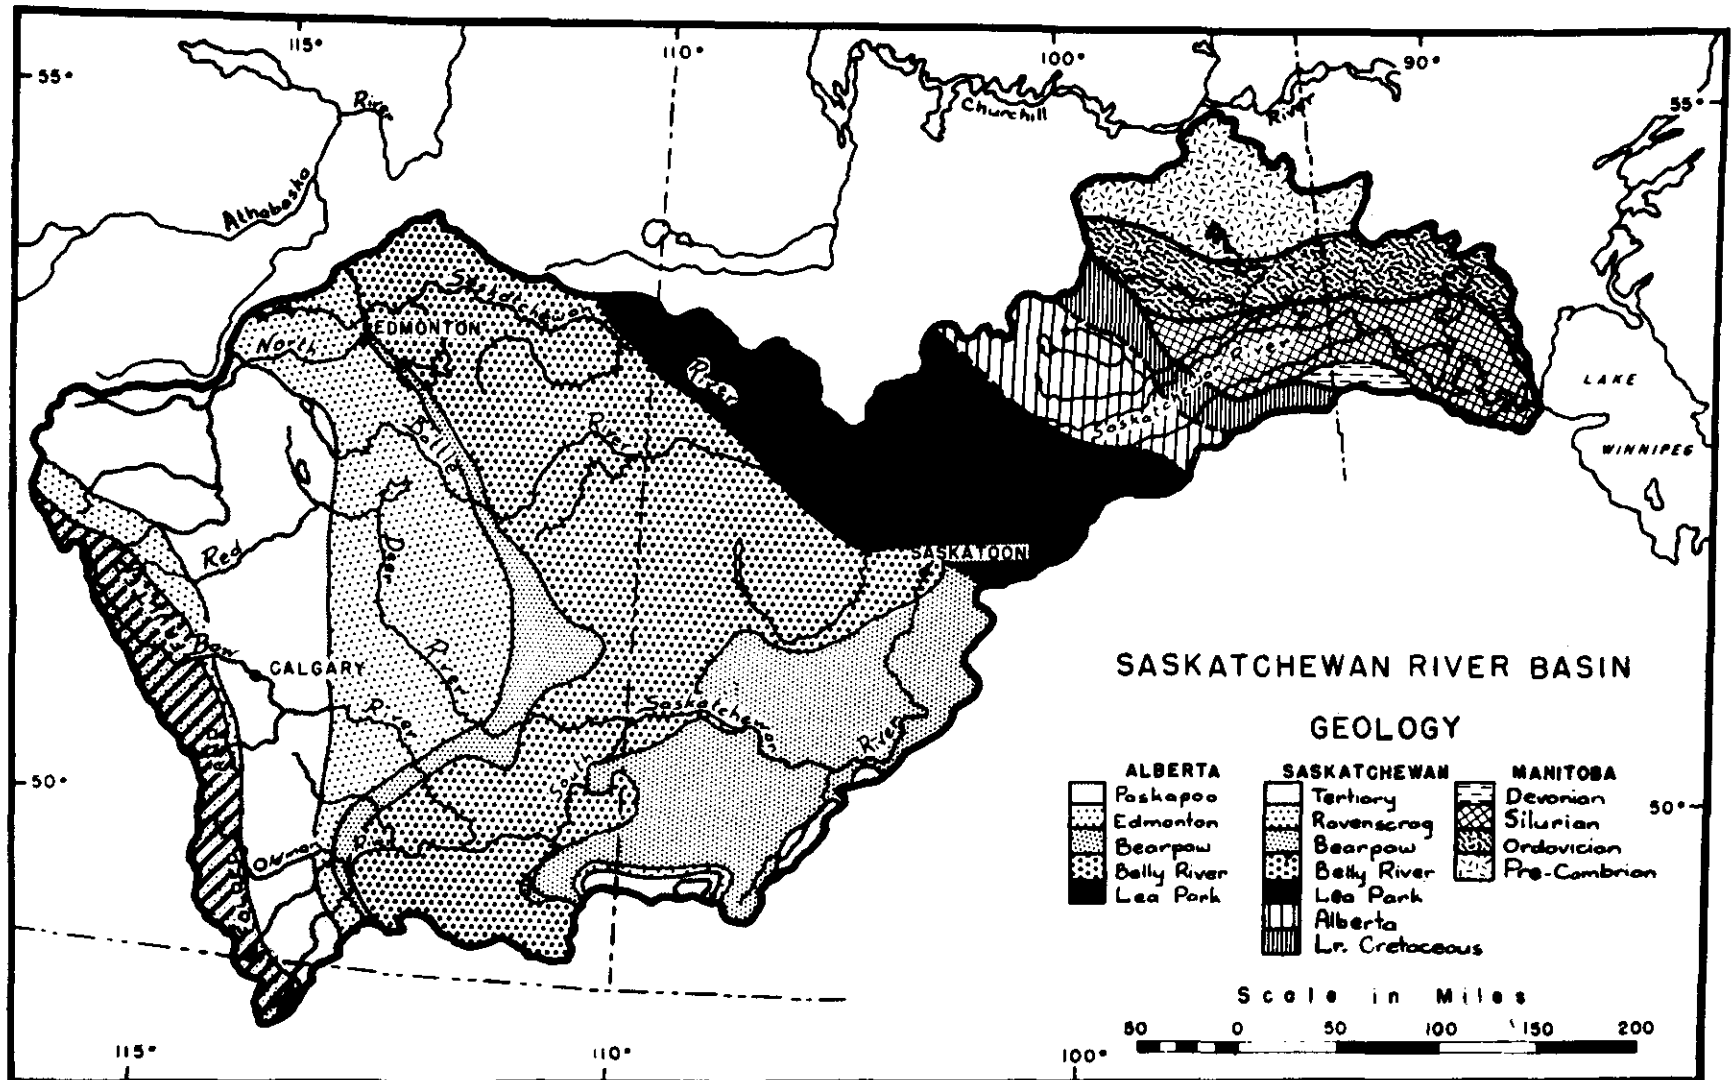 115°
110°
100°
90°
55°
55°
River
Churchill
River
Athabaska
Saskatchewan
EDMONTON
North
River
LAKE
WINNIPEG
Saskatchewan River
Battle
River
Red
Deer
River
SASKATOON
Bow
CALGARY
River
Saskatchewan
River
South
50°
Oldman
River
SASKATCHEWAN RIVER BASIN
GEOLOGY
ALBERTA
Paskapoo
Edmonton
Bearpaw
Belly River
Lea Park
SASKATCHEWAN
Tertiary
Ravenscrag
Bearpaw
Belly River
Lea Park
Alberta
Lr. Cretaceous
MANITOBA
Devonian
Silurian
Ordovician
Pre-Cambrian
50°
Scale in Miles
50 0 50 100 150 200
115°
110°
100°